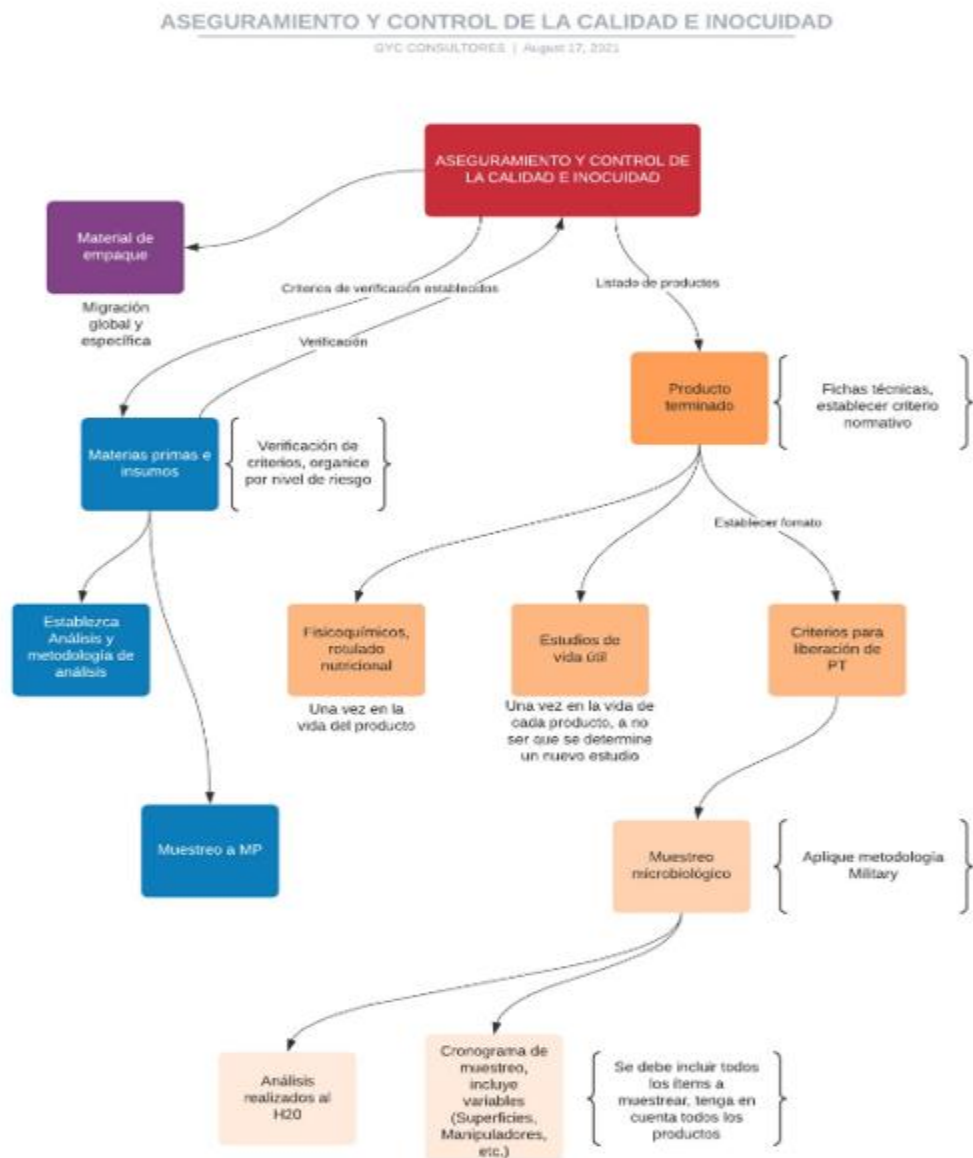 ASEGURAMIENTO Y CONTROL DE LA CALIDAD E INOCUIDAD
GYC CONSULTORES | August 17, 2021
ASEGURAMIENTO Y CONTROL DE
LA CALIDAD E INOCUIDAD
Material de
empaque
Migración
global y
específica
Criterios de verificación establecidos
Verificación
Listado de productos
Producto
terminado
Fichas técnicas,
establecer criterio
normativo
Materias primas e
insumos
Verificación de
criterios, organice
por nivel de riesgo
Establecer fomato
Establezca
Análisis y
metodología de
análisis
Fisicoquímicos,
rotulado
nutricional
Una vez en la
vida del producto
Estudios de
vida útil
Una vez en la vida de
cada producto, a no
ser que se determine
un nuevo estudio
Criterios para
liberación de
PT
Muestreo a MP
Muestreo
microbiológico
Aplique metodología
Military
Análisis
realizados al
H20
Cronograma de
muestreo,
incluye
variables
(Superficies,
Manipuladores,
etc.)
Se debe incluir todos
los ítems a
muestrear, tenga en
cuenta todos los
productos